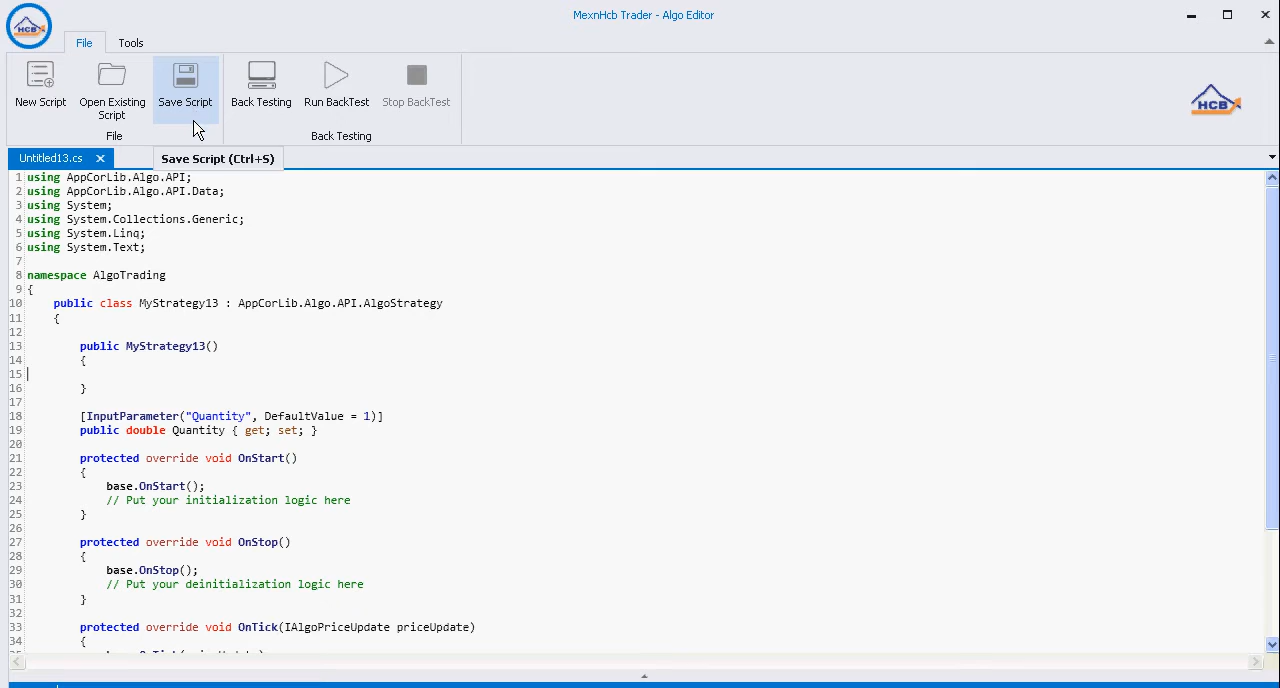 HCB
MexnHcb Trader - Algo Editor
File Tools
New Script
Open Existing
Script
Save Script
Back Testing
Run BackTest
Stop BackTest
File
Back Testing
HCB
Untitled13.cs
Save Script (Ctrl+S)
1 using AppCorLib.Algo.API;
2 using AppCorLib.Algo.API.Data;
3 using System;
4 using System.Collections.Generic;
5 using System.Linq;
6 using System.Text;
7
8 namespace AlgoTrading
9 {
10 public class MyStrategy13 : AppCorLib.Algo.API.AlgoStrategy
11 {
12
13 public MyStrategy13()
14 {
15
16 }
17
18 [InputParameter("Quantity", DefaultValue = 1)]
19 public double Quantity { get; set; }
20
21 protected override void OnStart()
22 {
23 base.OnStart();
24 // Put your initialization logic here
25 }
26
27 protected override void OnStop()
28 {
29 base.OnStop();
30 // Put your deinitialization logic here
31 }
32
33 protected override void OnTick(IAlgoPriceUpdate priceUpdate)
34 {